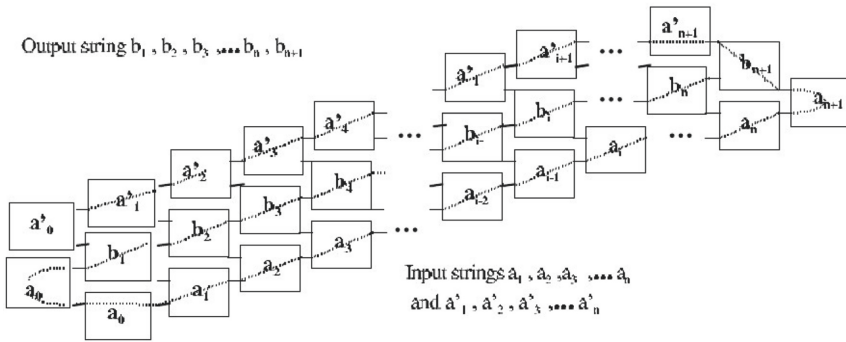 Output string b1 , b2 , b3 , ...bn , bn+1
a'n+1
a'i+1
...
a'1
bn+1
a'4
...
bn
an+1
a'3
...
bi
an
a'2
bi-
...
ai
a'1
b4
ai-1
a'0
b3
ai-2
b2
a3
...
b1
a2
Input strings a1 , a2 ,a3 , ....an
and a'1 , a'2 , a'3 , ...a'n
a0
a1
a0